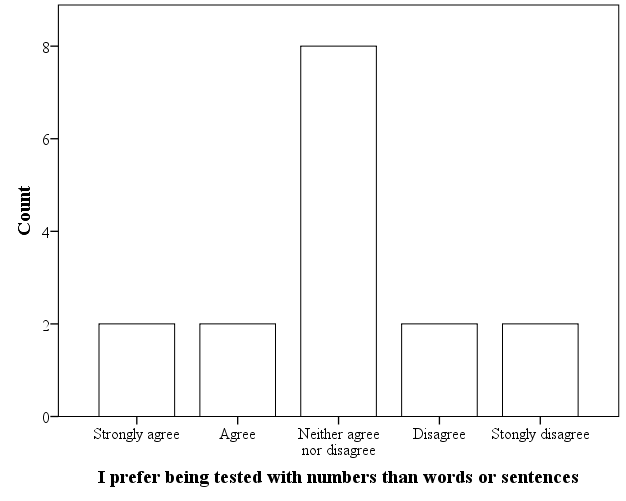 8
6
4
2
0
Count
Strongly agree
Agree
Neither agree
nor disagree
Disagree
Stongly disagree
I prefer being tested with numbers than words or sentences